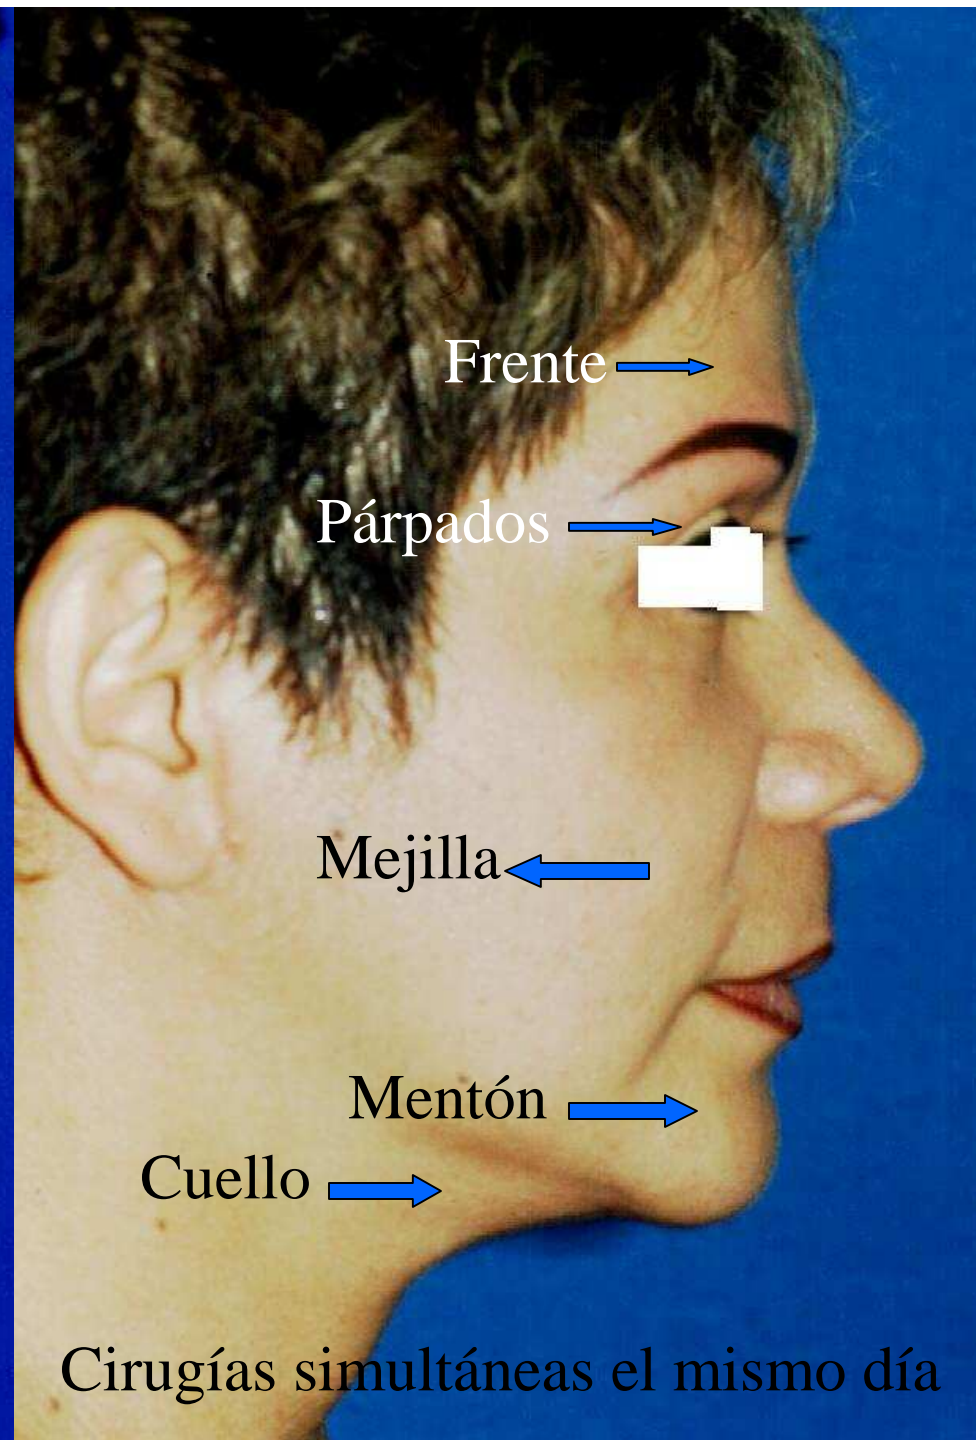 Frente
Párpados
Mejilla
Mentón
Cuello
Cirugías simultáneas el mismo día